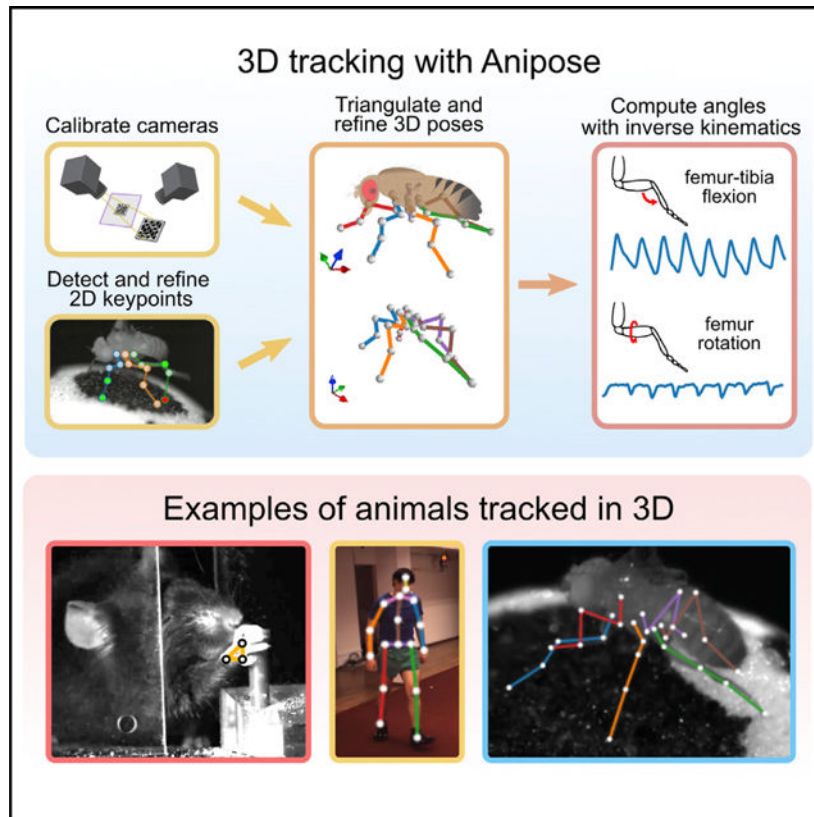 3D tracking with Anipose
Calibrate cameras
Detect and refine
2D keypoints
Triangulate and
refine 3D poses
Compute angles
with inverse kinematics
femur-tibia
flexion
femur
rotation
Examples of animals tracked in 3D